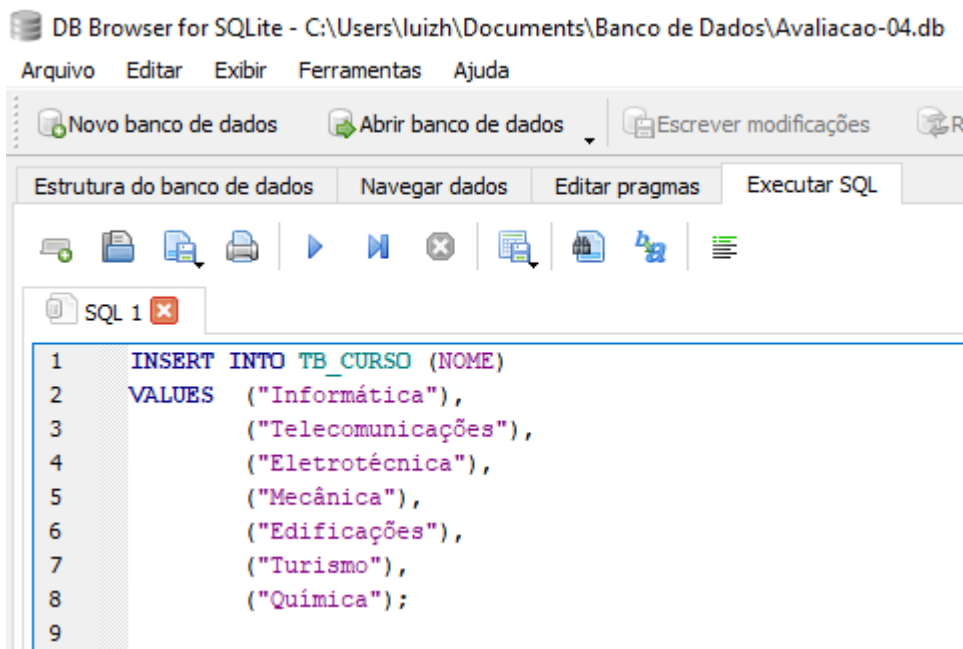 DB Browser for SQLite - C:\Users\luizh\Documents\Banco de Dados\Avaliacao-04.db
Arquivo Editar Exibir Ferramentas Ajuda
Novo banco de dados Abrir banco de dados Escrever modificações R
Estrutura do banco de dados Navegar dados Editar pragmas Executar SQL
SQL 1
1 INSERT INTO TB_CURSO (NOME)
2 VALUES ("Informática"),
3 ("Telecomunicações"),
4 ("Eletrotécnica"),
5 ("Mecânica"),
6 ("Edificações"),
7 ("Turismo"),
8 ("Química");
9